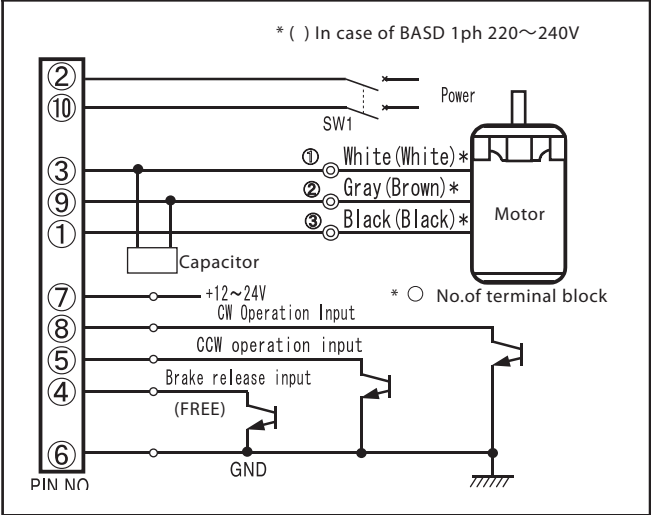 * ( ) In case of BASD 1ph 220～240V
②
⑩
Power
SW1
③
① White(White)*
⑨
② Gray(Brown)*
①
③ Black(Black)*
Motor
Capacitor
⑦
+12～24V
* ○ No.of terminal block
⑧
CW Operation Input
⑤
CCW operation input
④
Brake release input
(FREE)
⑥
GND
PIN NO